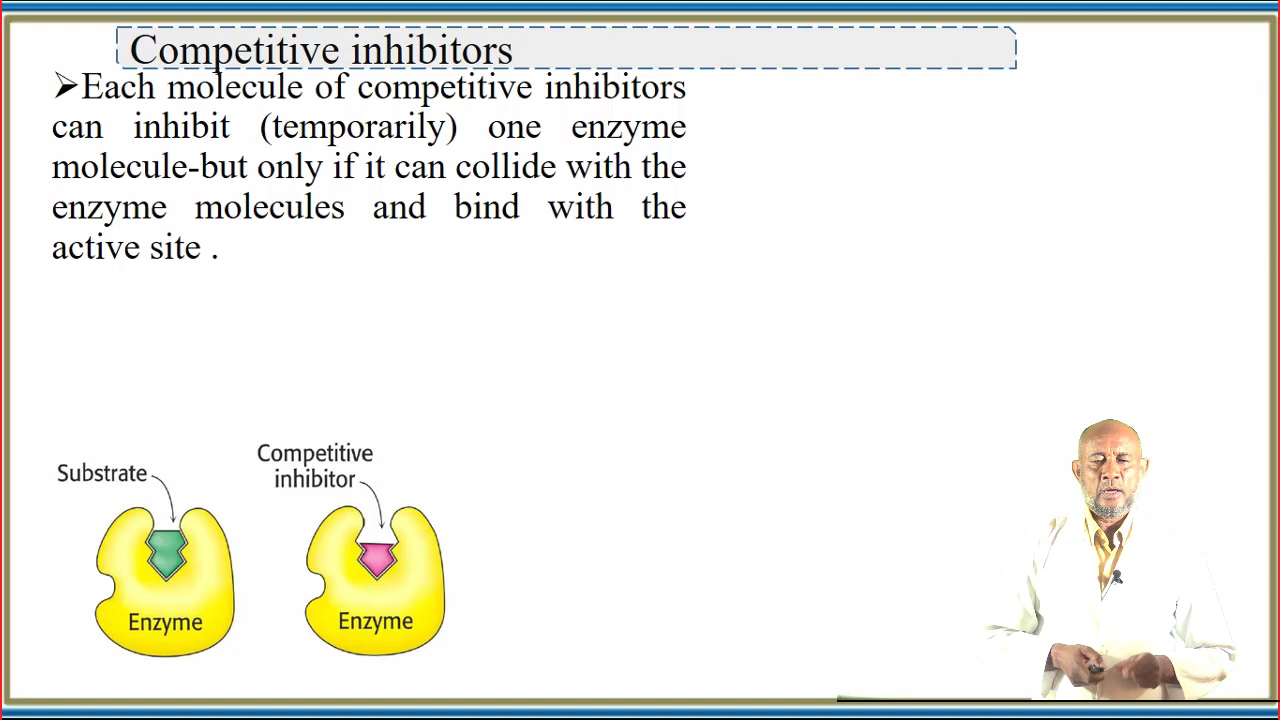 Competitive inhibitors
➢Each molecule of competitive inhibitors
can inhibit (temporarily) one enzyme
molecule-but only if it can collide with the
enzyme molecules and bind with the
active site .
Competitive
inhibitor
Substrate
Enzyme
Enzyme